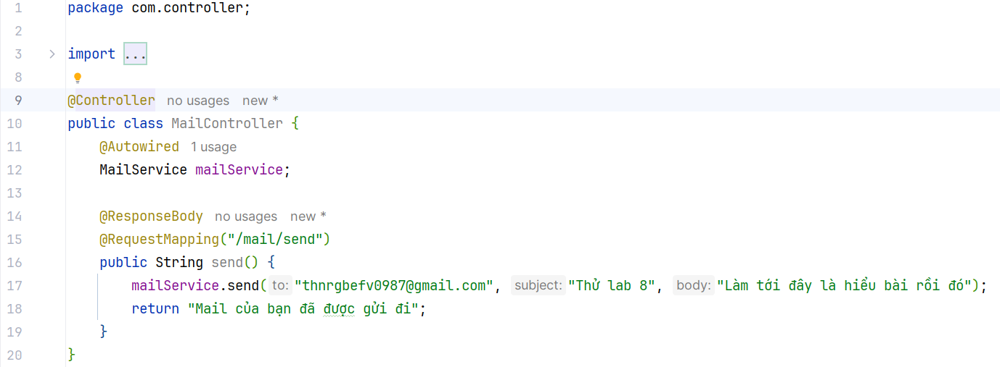 1 package com.controller;
2
3 import ...
8
9 @Controller no usages new *
10 public class MailController {
11 @Autowired 1 usage
12 MailService mailService;
13
14 @ResponseBody no usages new *
15 @RequestMapping("/mail/send")
16 public String send() {
17 mailService.send( to: "thnrgbefv0987@gmail.com", subject: "Thử lab 8", body: "Làm tới đây là hiểu bài rồi đó");
18 return "Mail của bạn đã được gửi đi";
19 }
20 }